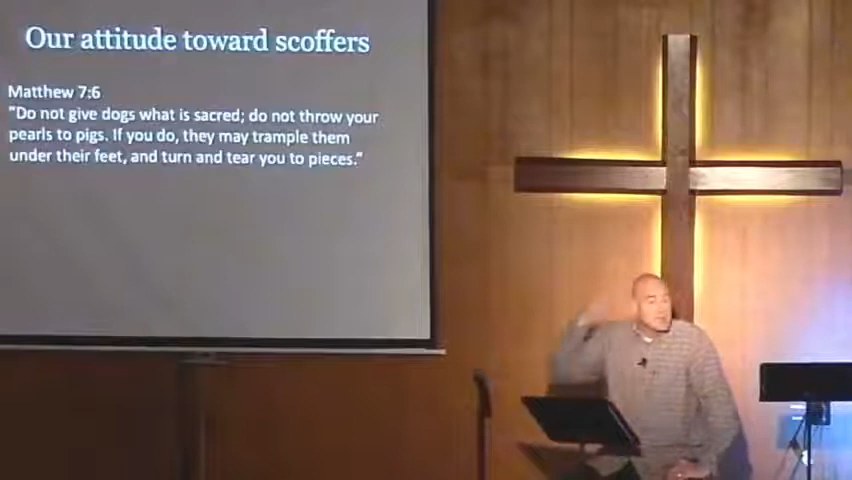 Our attitude toward scoffers
Matthew 7:6
"Do not give dogs what is sacred; do not throw your
pearls to pigs. If you do, they may trample them
under their feet, and turn and tear you to pieces."